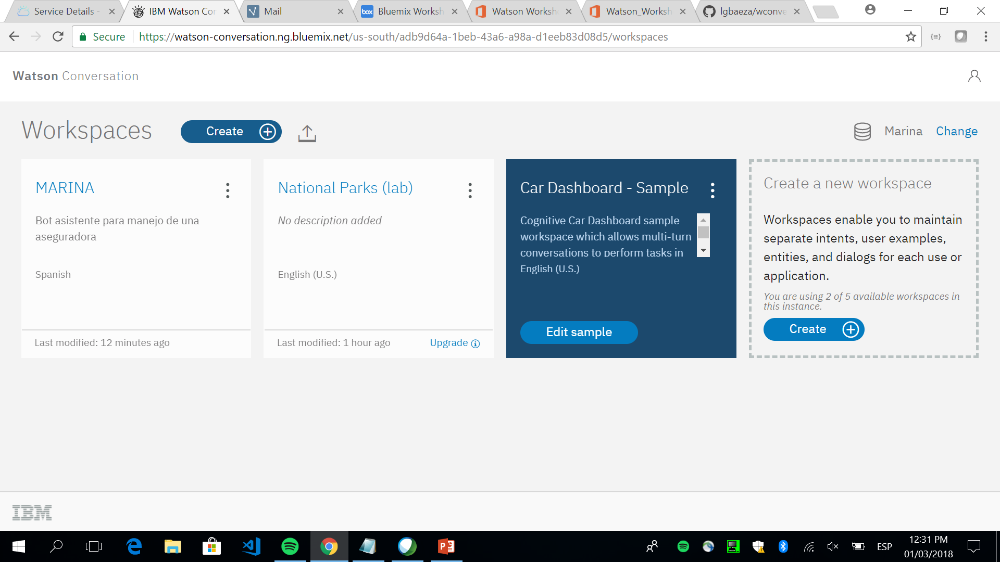 Service Details -
IBM Watson Con
Mail
box
Bluemix Worksh
Watson Worksho
Watson_Worksh
lgbaeza/wconve
Secure
https://watson-conversation.ng.bluemix.net/us-south/adb9d64a-1beb-43a6-a98a-d1eeb83d08d5/workspaces
Watson Conversation
Workspaces
Create
Marina
Change
MARINA
Bot asistente para manejo de una
aseguradora
Spanish
Last modified: 12 minutes ago
National Parks (lab)
No description added
English (U.S.)
Last modified: 1 hour ago
Upgrade
Car Dashboard - Sample
Cognitive Car Dashboard sample
workspace which allows multi-turn
conversations to perform tasks in
English (U.S.)
Edit sample
Create a new workspace
Workspaces enable you to maintain
separate intents, user examples,
entities, and dialogs for each use or
application.
You are using 2 of 5 available workspaces in
this instance.
Create
IBM
ESP
12:31 PM
01/03/2018